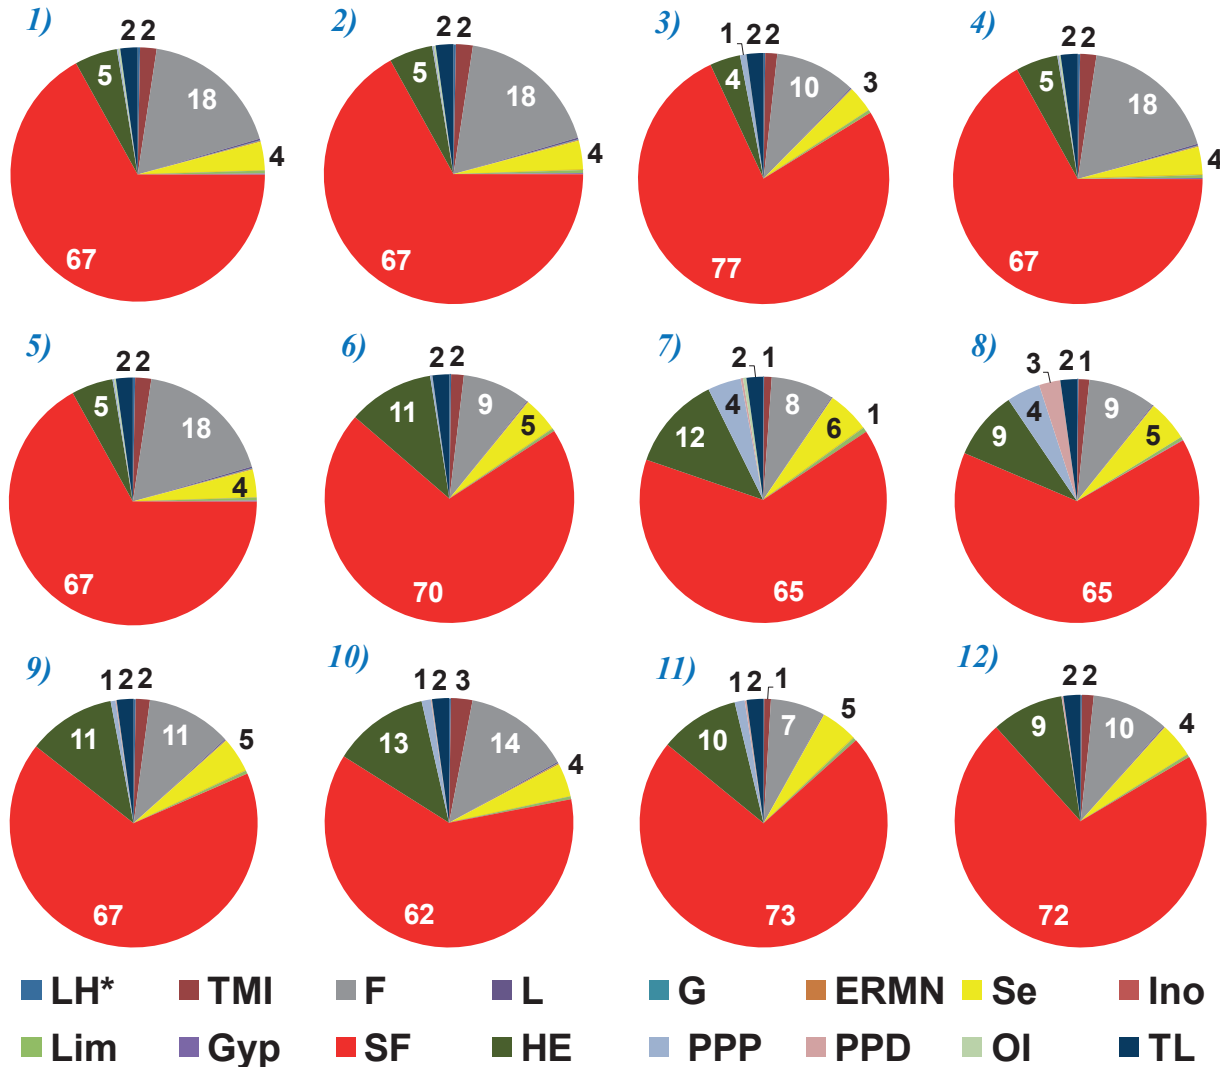 1) 2) 3) 4)
2 2 18 4 67 5
2 2 18 4 67 5
1 2 2 10 3 77 4
2 2 18 4 67 5
5) 6) 7) 8)
2 2 18 4 67 5
2 2 9 5 70 11
2 1 8 6 1 65 12 4
3 2 1 9 5 65 9 4
9) 10) 11) 12)
1 2 2 11 5 67 11
1 2 3 14 4 62 13
1 2 1 7 5 73 10
2 2 10 4 72 9
LH* TMI F L G ERMN Se Ino
Lim Gyp SF HE PPP PPD OI TL